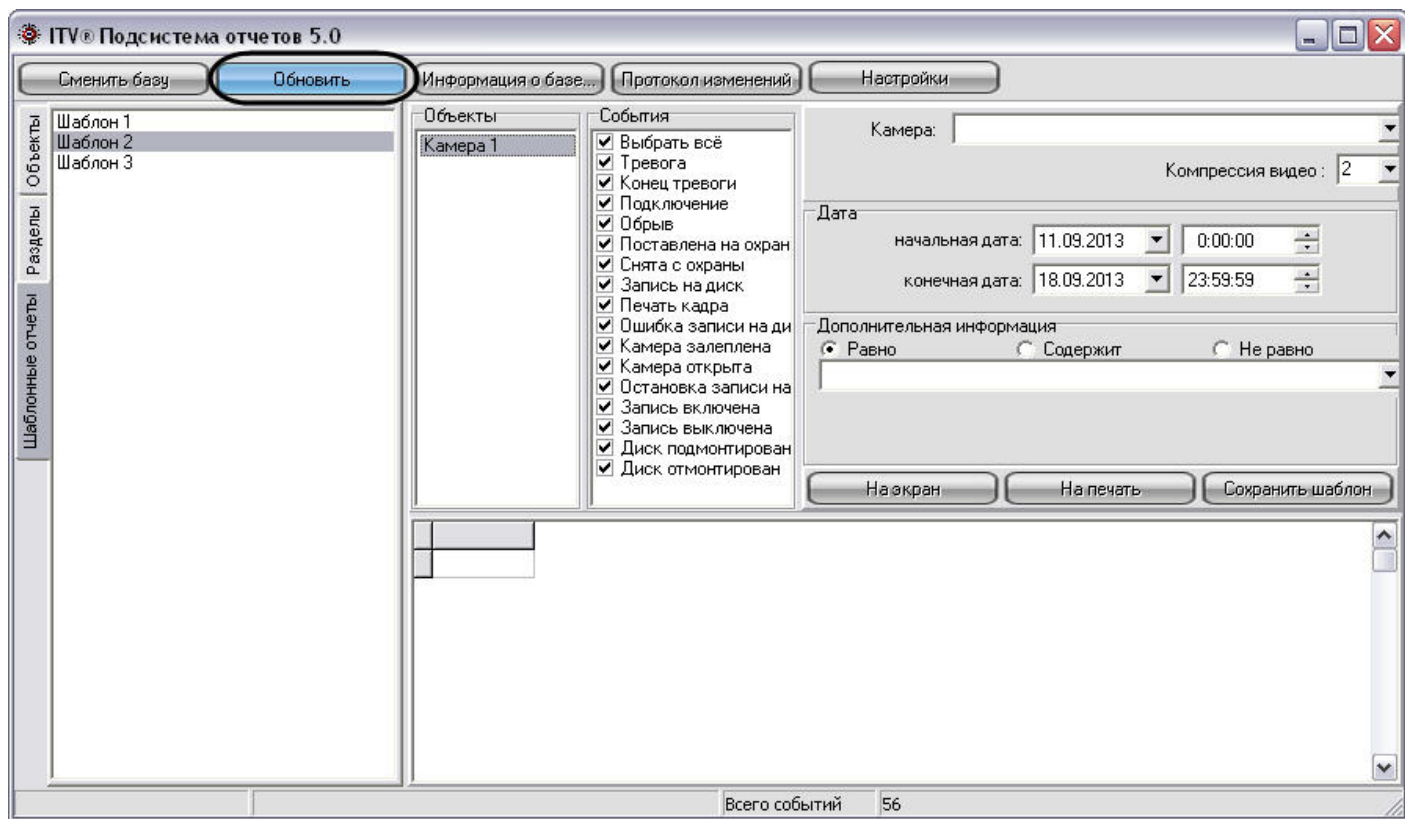 ITV® Подсистема отчетов 5.0
Сменить базу
Обновить
Информация о базе...
Протокол изменений
Настройки
Объекты
Разделы
Шаблонные отчеты
Шаблон 1
Шаблон 2
Шаблон 3
Объекты
Камера 1
События
Выбрать всё
Тревога
Конец тревоги
Подключение
Обрыв
Поставлена на охран
Снята с охраны
Запись на диск
Печать кадра
Ошибка записи на ди
Камера залеплена
Камера открыта
Остановка записи на
Запись включена
Запись выключена
Диск подмонтирован
Диск отмонтирован
Камера:
Компрессия видео : 2
Дата
начальная дата: 11.09.2013 0:00:00
конечная дата: 18.09.2013 23:59:59
Дополнительная информация
Равно Содержит Не равно
На экран
На печать
Сохранить шаблон
Всего событий 56